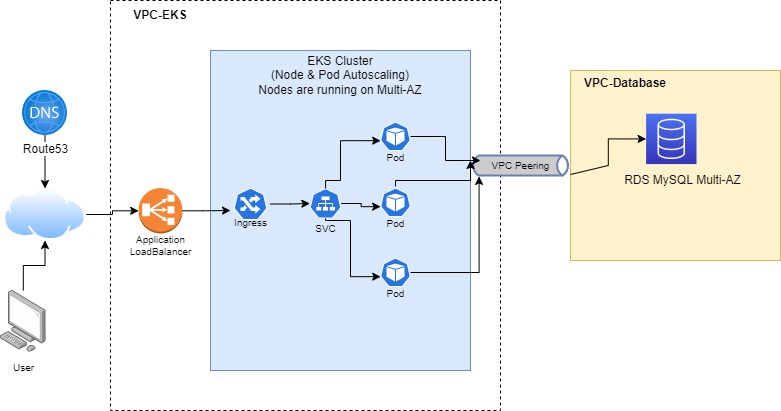 VPC-EKS
EKS Cluster
(Node & Pod Autoscaling)
Nodes are running on Multi-AZ
VPC-Database
DNS
Route53
Pod
VPC Peering
RDS MySQL Multi-AZ
Pod
Ingress
SVC
Application
LoadBalancer
Pod
User